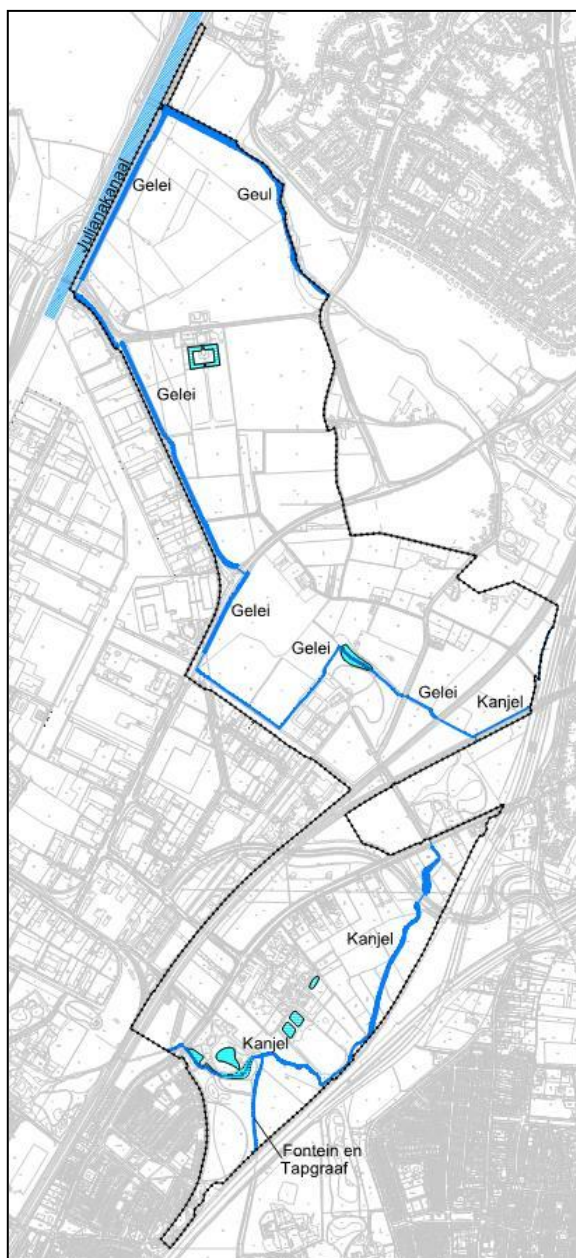 Julianakanaal
Gelei
Geul
Gelei
Gelei
Gelei
Gelei
Kanjel
Kanjel
Kanjel
Fontein en
Tapgraaf